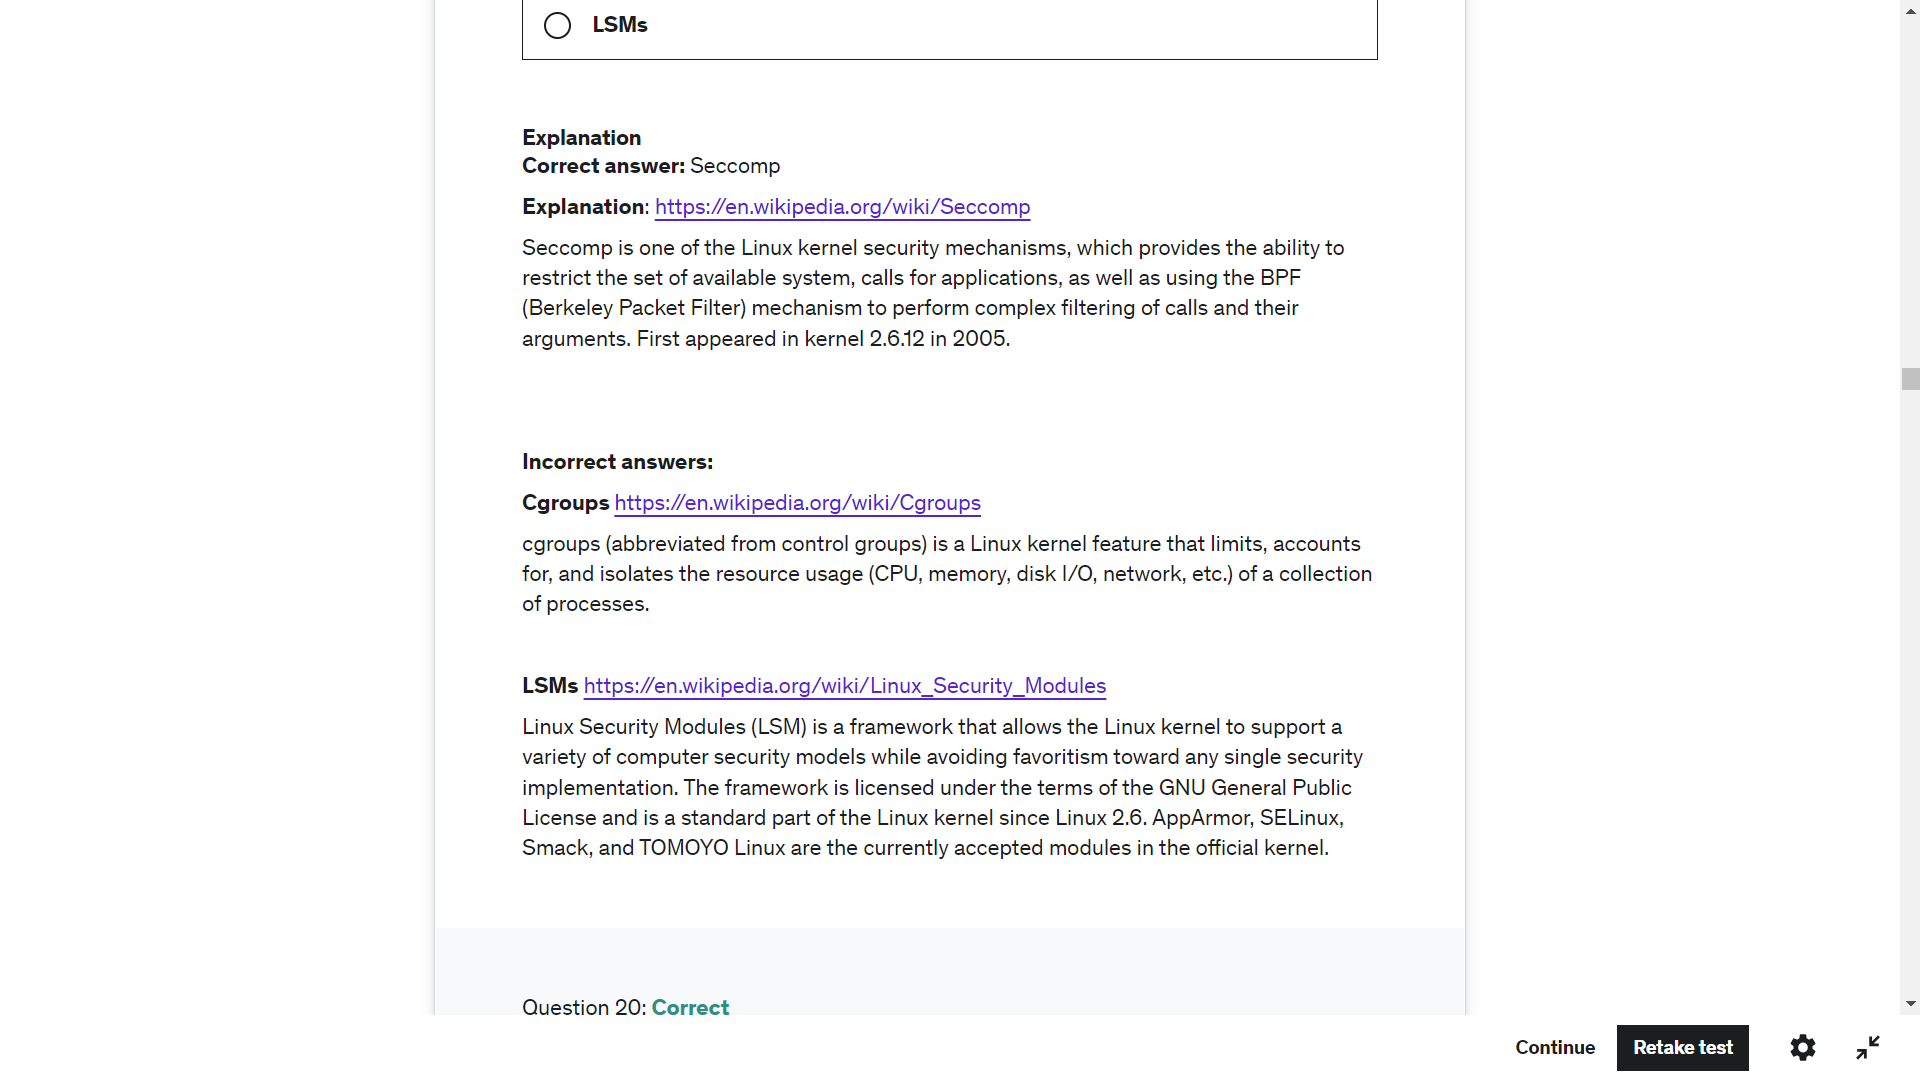 LSMs
Explanation
Correct answer: Seccomp
Explanation: https://en.wikipedia.org/wiki/Seccomp
Seccomp is one of the Linux kernel security mechanisms, which provides the ability to
restrict the set of available system, calls for applications, as well as using the BPF
(Berkeley Packet Filter) mechanism to perform complex filtering of calls and their
arguments. First appeared in kernel 2.6.12 in 2005.
Incorrect answers:
Cgroups https://en.wikipedia.org/wiki/Cgroups
cgroups (abbreviated from control groups) is a Linux kernel feature that limits, accounts
for, and isolates the resource usage (CPU, memory, disk I/O, network, etc.) of a collection
of processes.
LSMs https://en.wikipedia.org/wiki/Linux_Security_Modules
Linux Security Modules (LSM) is a framework that allows the Linux kernel to support a
variety of computer security models while avoiding favoritism toward any single security
implementation. The framework is licensed under the terms of the GNU General Public
License and is a standard part of the Linux kernel since Linux 2.6. AppArmor, SELinux,
Smack, and TOMOYO Linux are the currently accepted modules in the official kernel.
Question 20: Correct
Continue
Retake test